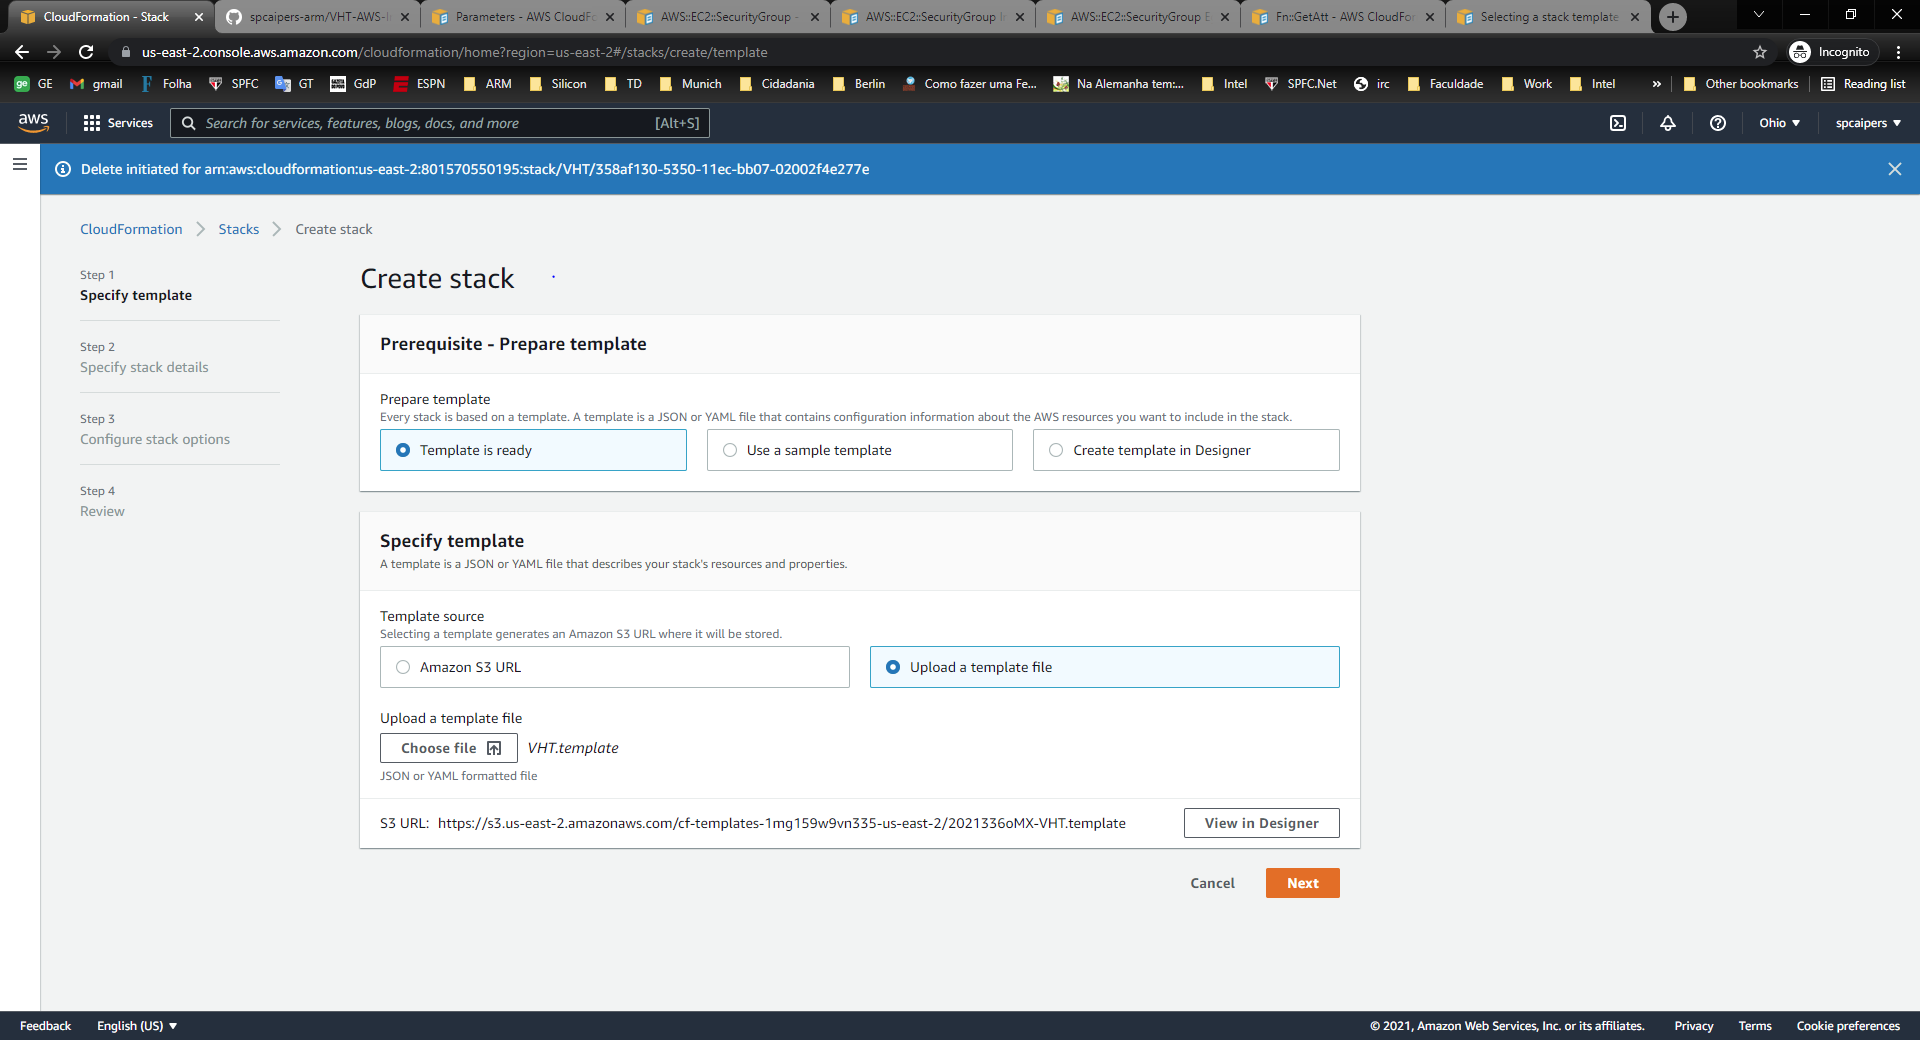 CloudFormation - Stack
spcaipers-arm/VHT-AWS-I
Parameters - AWS CloudFo
AWS::EC2::SecurityGroup -
AWS::EC2::SecurityGroup I
AWS::EC2::SecurityGroup E
Fn::GetAtt - AWS CloudFor
Selecting a stack template
us-east-2.console.aws.amazon.com/cloudformation/home?region=us-east-2#/stacks/create/template
Incognito
GE gmail Folha SPFC GT GdP ESPN ARM Silicon TD Munich Cidadania Berlin Como fazer uma Fe... Na Alemanha tem:... Intel SPFC.Net irc Faculdade Work Intel » Other bookmarks Reading list
aws Services Search for services, features, blogs, docs, and more [Alt+S] Ohio spcaipers
Delete initiated for arn:aws:cloudformation:us-east-2:801570550195:stack/VHT/358af130-5350-11ec-bb07-02002f4e277e
CloudFormation Stacks Create stack
Step 1
Specify template
Step 2
Specify stack details
Step 3
Configure stack options
Step 4
Review
Create stack
Prerequisite - Prepare template
Prepare template
Every stack is based on a template. A template is a JSON or YAML file that contains configuration information about the AWS resources you want to include in the stack.
Template is ready
Use a sample template
Create template in Designer
Specify template
A template is a JSON or YAML file that describes your stack's resources and properties.
Template source
Selecting a template generates an Amazon S3 URL where it will be stored.
Amazon S3 URL
Upload a template file
Upload a template file
Choose file VHT.template
JSON or YAML formatted file
S3 URL: https://s3.us-east-2.amazonaws.com/cf-templates-1mg159w9vn335-us-east-2/2021336oMX-VHT.template
View in Designer
Cancel Next
Feedback English (US) © 2021, Amazon Web Services, Inc. or its affiliates. Privacy Terms Cookie preferences